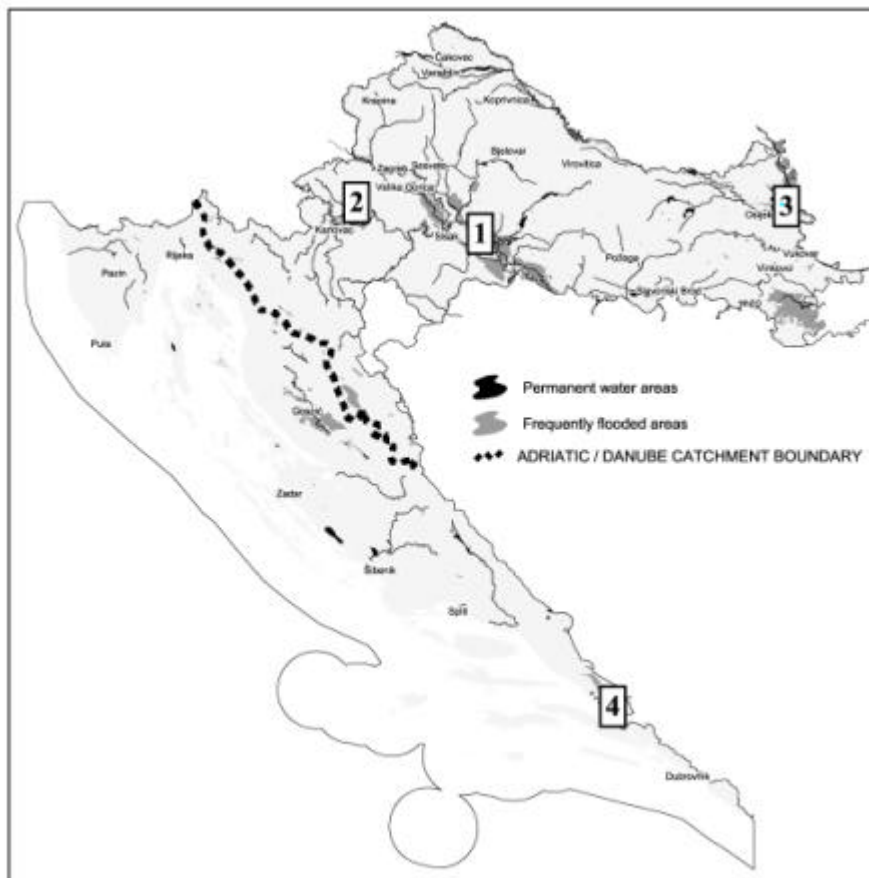 Čakovec
Varaždin
Krapina
Koprivnica
Bjelovar
Virovitica
Zagreb
Sesvete
Velika Gorica
2
3
Osijek
Karlovac
Sisak
1
Vukovar
Vinkovci
Požega
Slavonski Brod
Rijeka
Pazin
Pula
Permanent water areas
Gospić
Frequently flooded areas
ADRIATIC / DANUBE CATCHMENT BOUNDARY
Zadar
Šibenik
Split
4
Dubrovnik